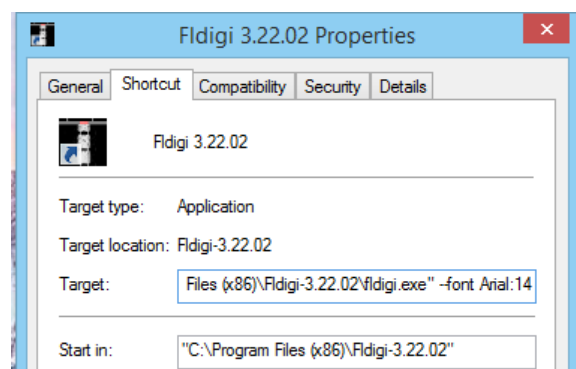 Fldigi 3.22.02 Properties
General Shortcut Compatibility Security Details
Fldigi 3.22.02
Target type: Application
Target location: Fldigi-3.22.02
Target: Files (x86)\Fldigi-3.22.02\fldigi.exe" --font Arial:14
Start in: "C:\Program Files (x86)\Fldigi-3.22.02"